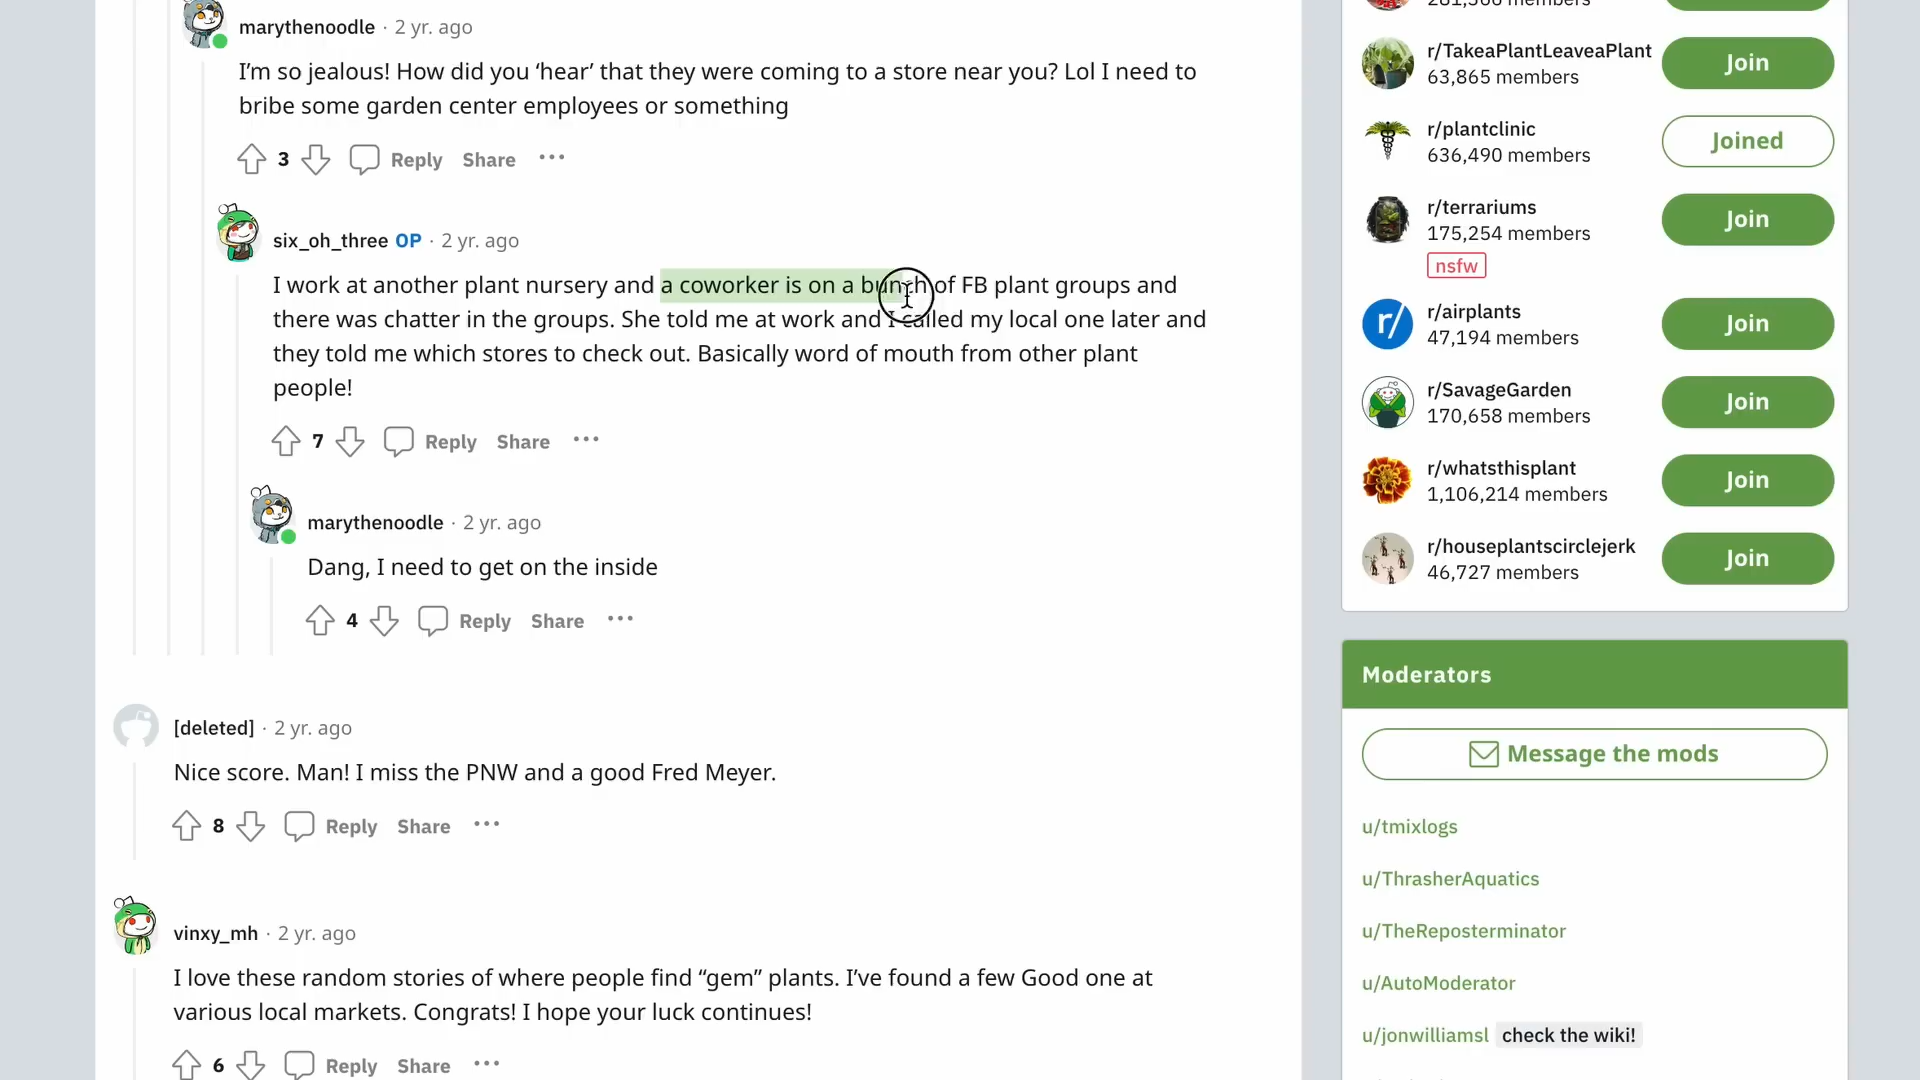 marythenoodle · 2 yr. ago
I’m so jealous! How did you ‘hear’ that they were coming to a store near you? Lol I need to
bribe some garden center employees or something
3 Reply Share ···
six_oh_three OP · 2 yr. ago
I work at another plant nursery and a coworker is on a bunch of FB plant groups and
there was chatter in the groups. She told me at work and I called my local one later and
they told me which stores to check out. Basically word of mouth from other plant
people!
7 Reply Share ···
marythenoodle · 2 yr. ago
Dang, I need to get on the inside
4 Reply Share ···
[deleted] · 2 yr. ago
Nice score. Man! I miss the PNW and a good Fred Meyer.
8 Reply Share ···
vinxy_mh · 2 yr. ago
I love these random stories of where people find “gem” plants. I’ve found a few Good one at
various local markets. Congrats! I hope your luck continues!
6 Reply Share ···
members
r/TakeaPlantLeaveaPlant
63,865 members
Join
r/plantclinic
636,490 members
Joined
r/terrariums
175,254 members
nsfw
Join
r/
r/airplants
47,194 members
Join
r/SavageGarden
170,658 members
Join
r/whatsthisplant
1,106,214 members
Join
r/houseplantscirclejerk
46,727 members
Join
Moderators
Message the mods
u/tmixlogs
u/ThrasherAquatics
u/TheReposterminator
u/AutoModerator
u/jonwilliamsl check the wiki!